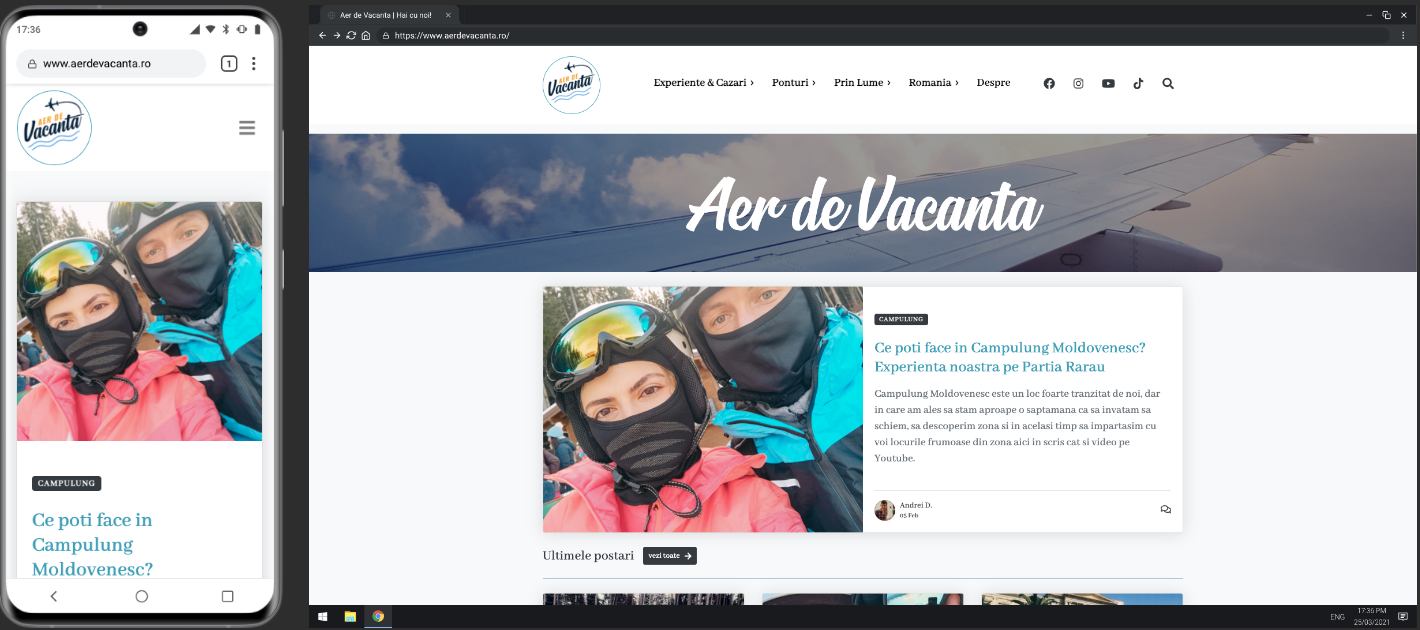 17:36
www.aerdevacanta.ro
1
AER DE
Vacanta
CAMPULUNG
Ce poti face in
Campulung
Moldovenesc?
Aer de Vacanta | Hai cu noi!
https://www.aerdevacanta.ro/
AER DE
Vacanta
Experiente & Cazari › Ponturi › Prin Lume › Romania › Despre
Aer de Vacanta
CAMPULUNG
Ce poti face in Campulung Moldovenesc?
Experienta noastra pe Partia Rarau
Campulung Moldovenesc este un loc foarte tranzitat de noi, dar
in care am ales sa stam aproape o saptamana ca sa invatam sa
schiem, sa descoperim zona si in acelasi timp sa impartasim cu
voi locurile frumoase din zona aici in scris cat si video pe
Youtube.
Andrei D.
03 Feb
Ultimele postari vezi toate
ENG
17:36 PM
25/03/2021